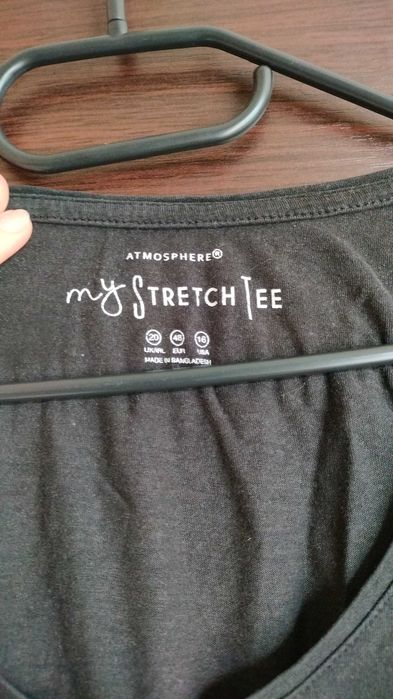 ATMOSPHERE®
my STRETCH TEE
20 48 16
UK/IRL EUR USA
MADE IN BANGLADESH